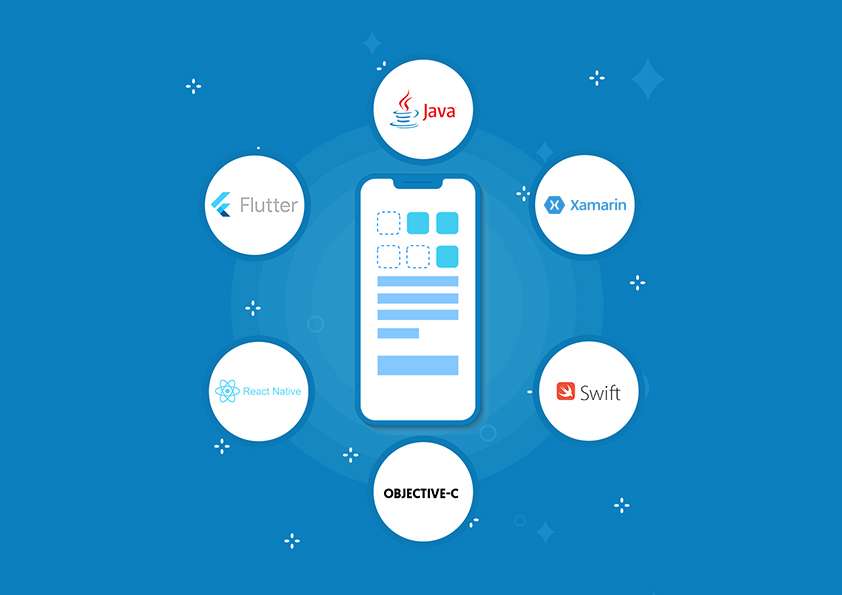 Java
Flutter
Xamarin
React Native
Swift
OBJECTIVE-C